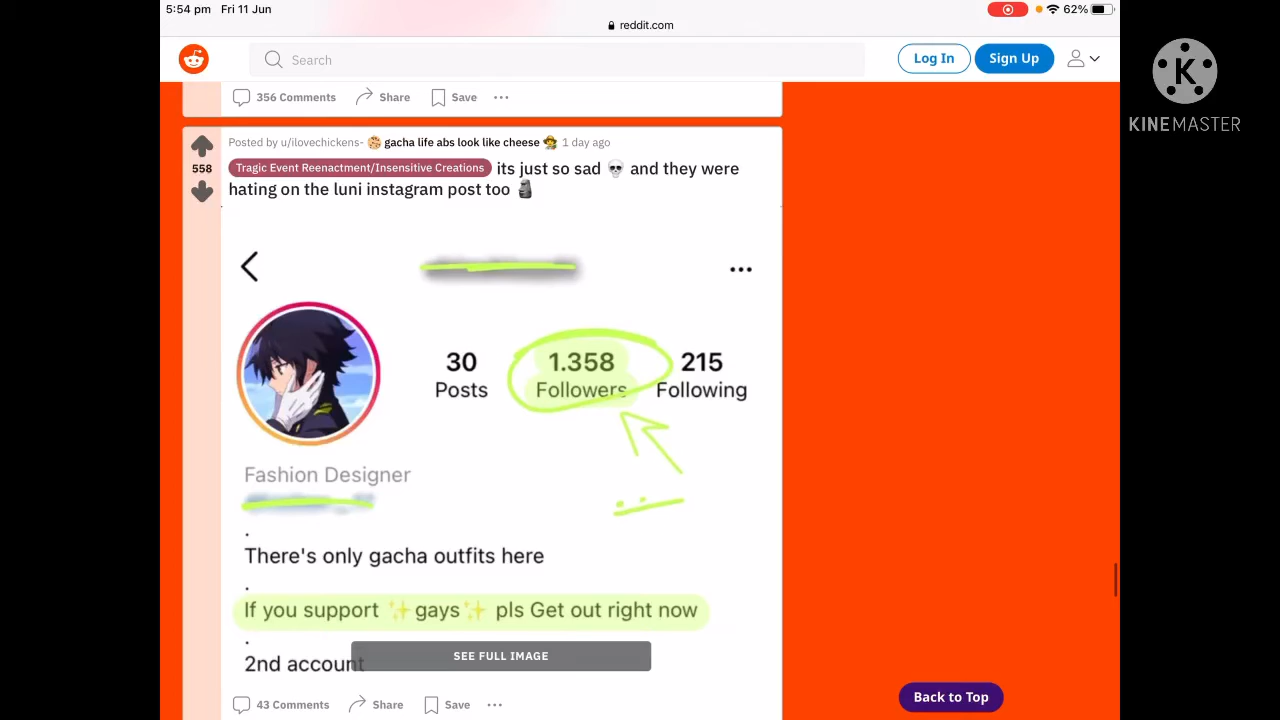 5:54 pm Fri 11 Jun
62%
reddit.com
Search
Log In
Sign Up
K
KINEMASTER
356 Comments Share Save
Posted by u/ilovechickens- gacha life abs look like cheese 1 day ago
558
Tragic Event Reenactment/Insensitive Creations its just so sad 💀 and they were
hating on the luni instagram post too 🗿
30 1.358 215
Posts Followers Following
Fashion Designer
.
There's only gacha outfits here
.
If you support ✨gays✨ pls Get out right now
.
2nd account
SEE FULL IMAGE
43 Comments Share Save
Back to Top